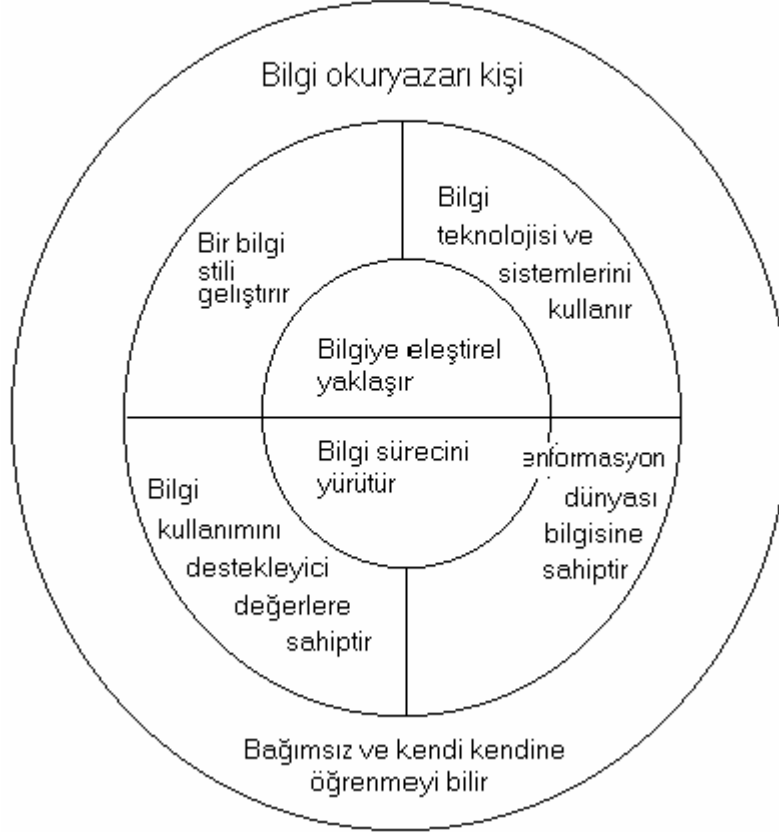 Bilgi okuryazarı kişi
Bir bilgi
stili
geliştirir
Bilgi
teknolojisi ve
sistemlerini
kullanır
Bilgiye eleştirel
yaklaşır
Bilgi sürecini
yürütür
Bilgi
kullanımını
destekleyici
değerlere
sahiptir
enformasyon
dünyası
bilgisine
sahiptir
Bağımsız ve kendi kendine
öğrenmeyi bilir